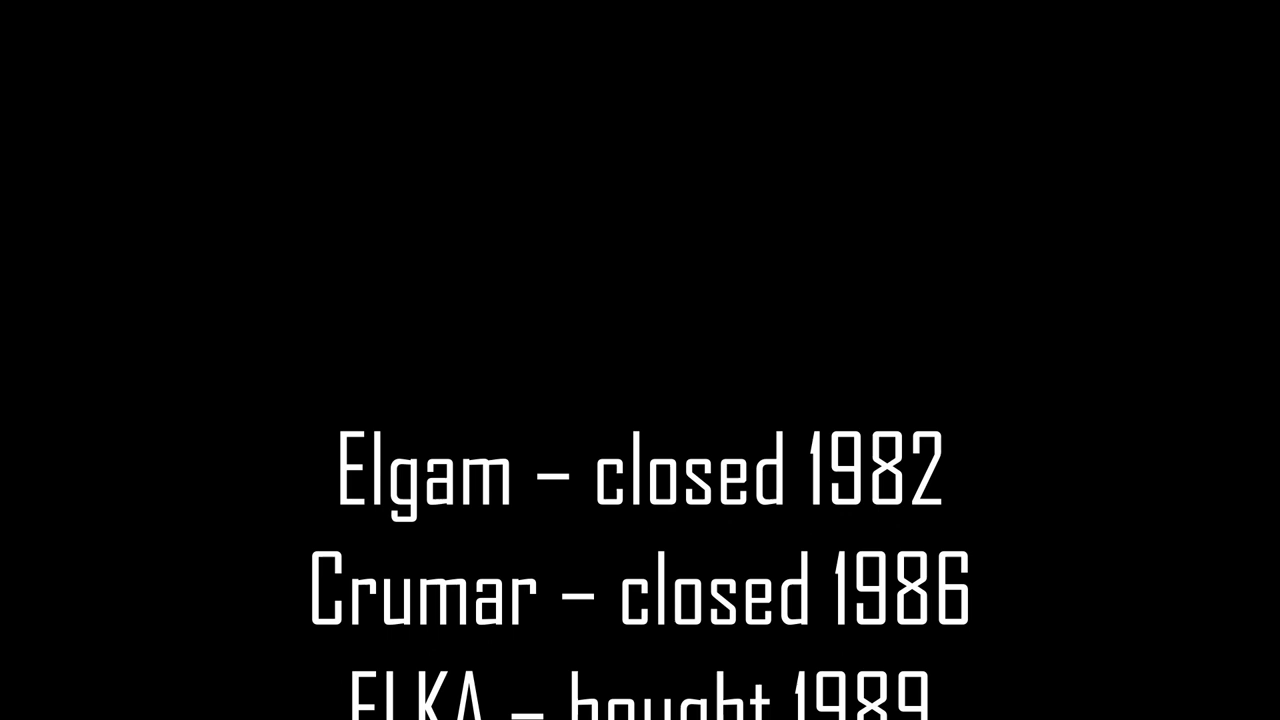 Elgam – closed 1982
Crumar – closed 1986
ELKA – bought 1989